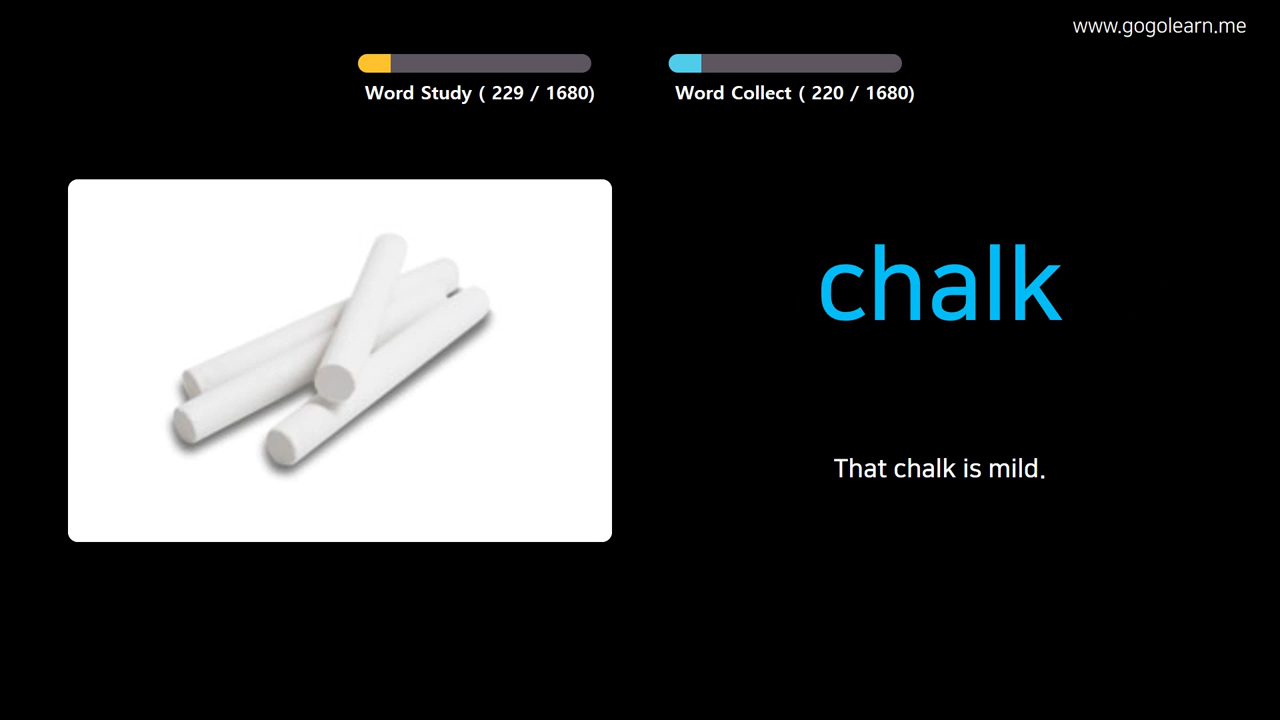 www.gogolearn.me
Word Study ( 229 / 1680)
Word Collect ( 220 / 1680)
chalk
That chalk is mild.